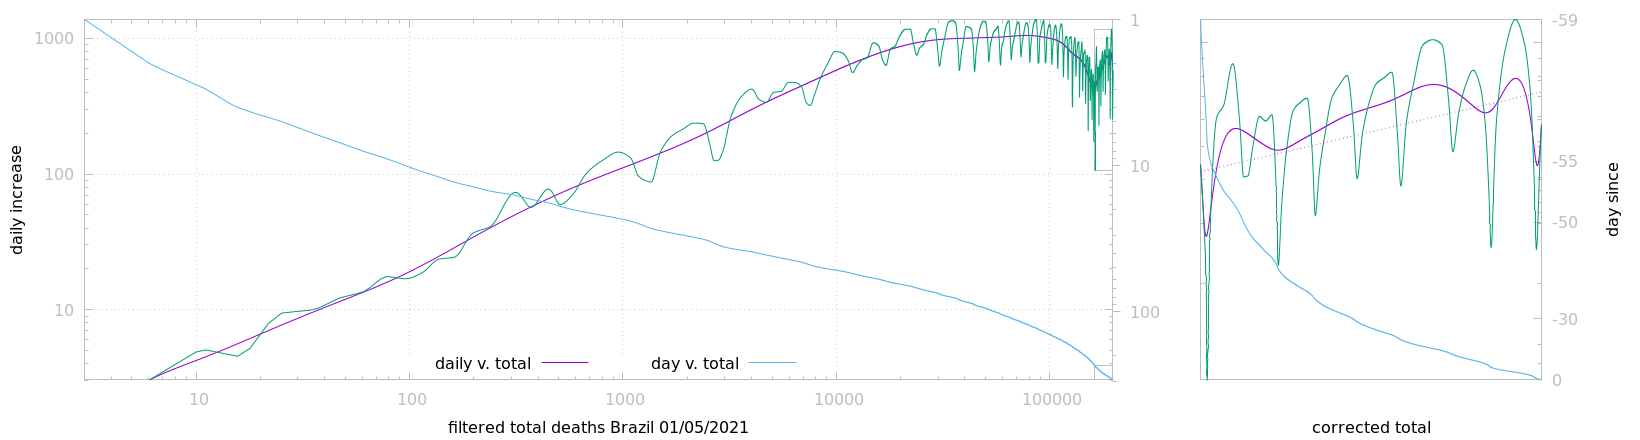 1000
100
10
daily increase
1
10
100
daily v. total
day v. total
10
100
1000
10000
100000
filtered total deaths Brazil 01/05/2021
-59
-55
-50
-30
0
day since
corrected total